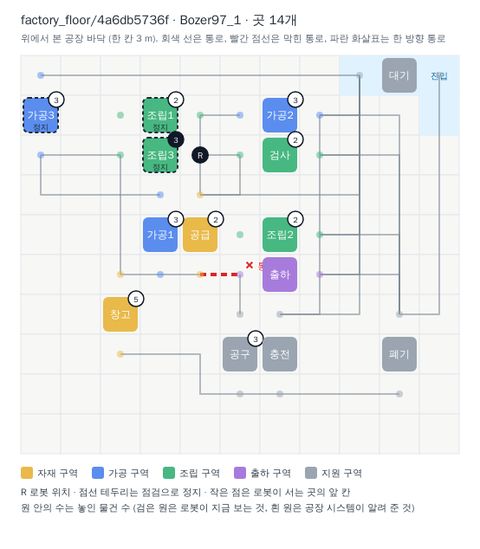 factory_floor/4a6db5736f · Bozer97_1 · 곳 14개
위에서 본 공장 바닥 (한 칸 3 m). 회색 선은 통로, 빨간 점선은 막힌 통로, 파란 화살표는 한 방향 통로
대기
가공3
정지
3
조립1
정지
2
가공2
3
조립3
정지
3
R
검사
2
가공1
3
공급
2
조립2
2
출하
창고
5
공구
3
충전
폐기
자재 구역
가공 구역
조립 구역
출하 구역
지원 구역
R 로봇 위치 · 점선 테두리는 점검으로 정지 · 작은 점은 로봇이 서는 곳의 앞 칸
원 안의 수는 놓인 물건 수 (검은 원은 로봇이 지금 보는 것, 흰 원은 공장 시스템이 알려 준 것)